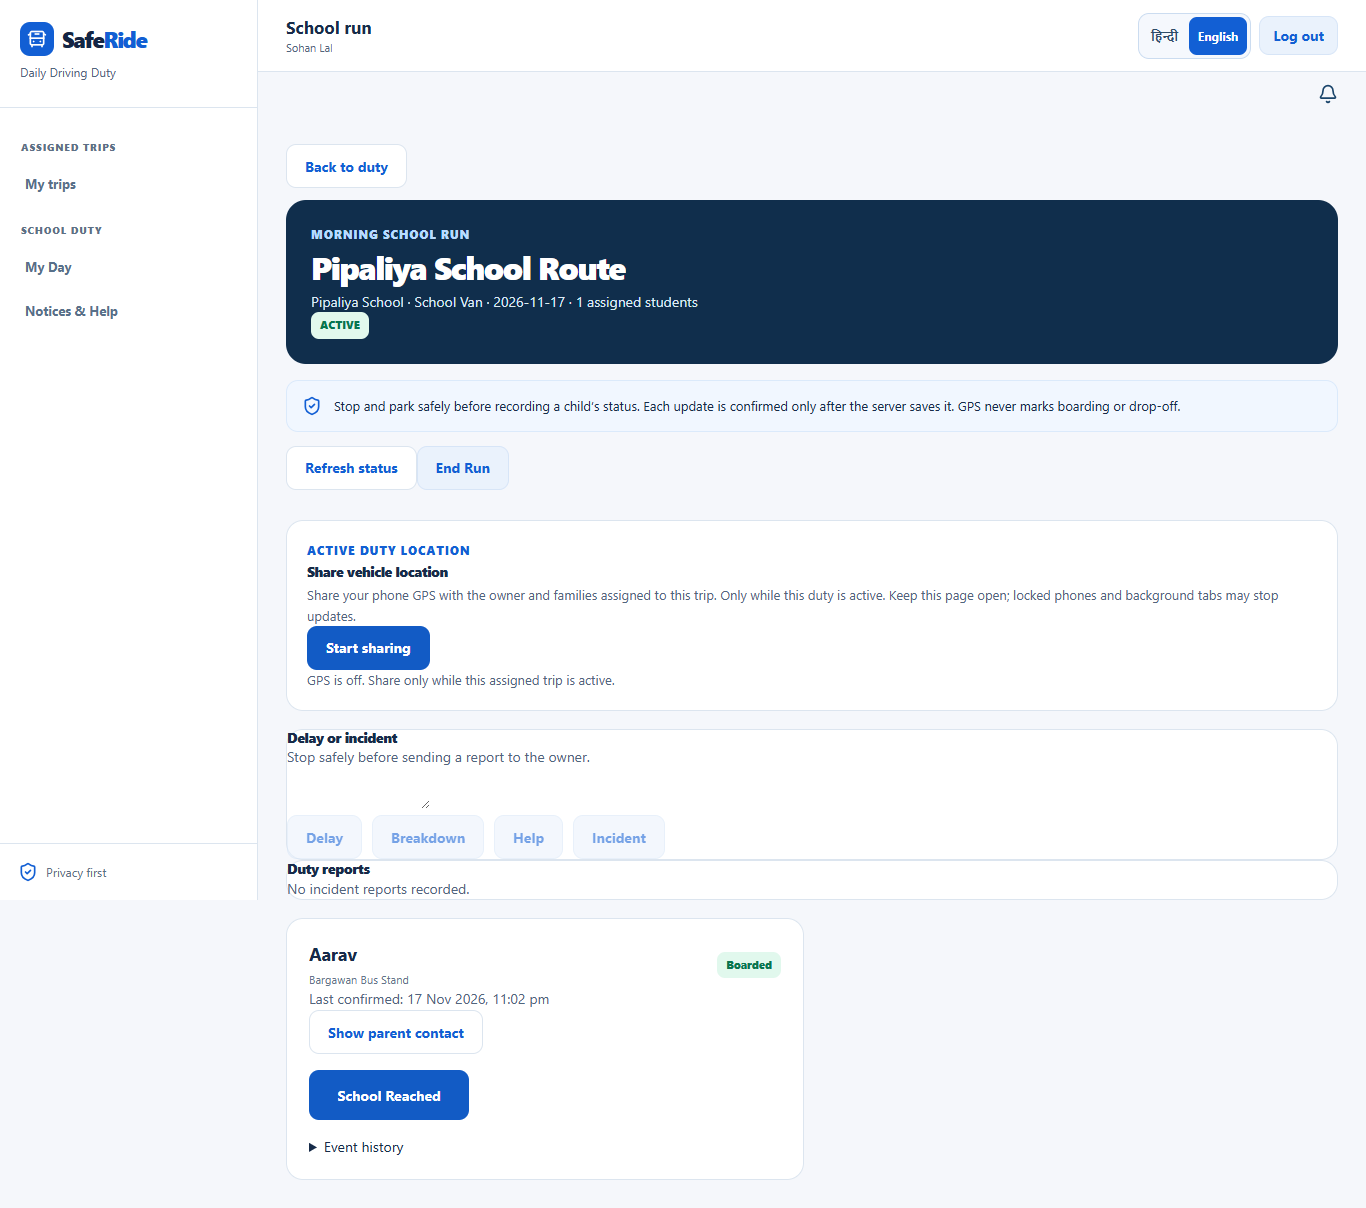 SafeRide
Daily Driving Duty
ASSIGNED TRIPS
My trips
SCHOOL DUTY
My Day
Notices & Help
Privacy first
School run
Sohan Lal
हिन्दी
English
Log out
Back to duty
MORNING SCHOOL RUN
Pipaliya School Route
Pipaliya School · School Van · 2026-11-17 · 1 assigned students
ACTIVE
Stop and park safely before recording a child's status. Each update is confirmed only after the server saves it. GPS never marks boarding or drop-off.
Refresh status
End Run
ACTIVE DUTY LOCATION
Share vehicle location
Share your phone GPS with the owner and families assigned to this trip. Only while this duty is active. Keep this page open; locked phones and background tabs may stop
updates.
Start sharing
GPS is off. Share only while this assigned trip is active.
Delay or incident
Stop safely before sending a report to the owner.
Delay
Breakdown
Help
Incident
Duty reports
No incident reports recorded.
Aarav
Boarded
Bargawan Bus Stand
Last confirmed: 17 Nov 2026, 11:02 pm
Show parent contact
School Reached
Event history